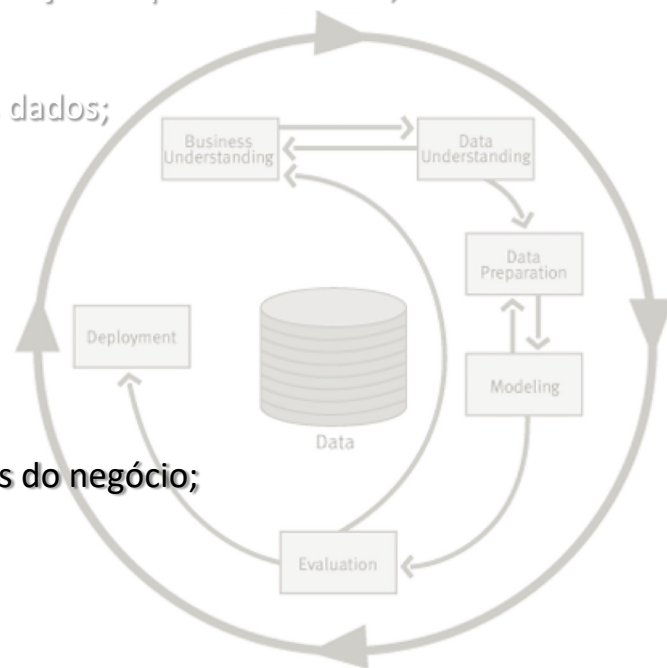 dados;
Business
Understanding
Data
Understanding
Data
Preparation
Deployment
Modeling
Data
s do negócio;
Evaluation